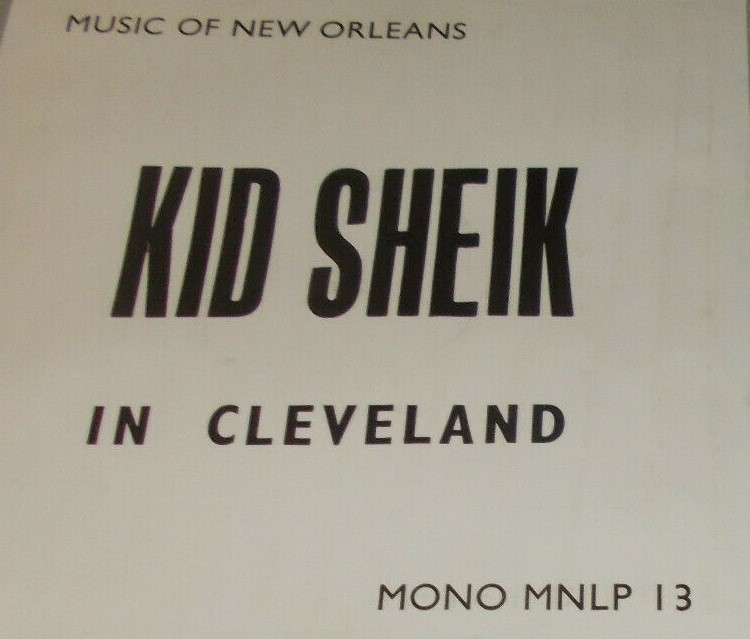 MUSIC OF NEW ORLEANS
KID SHEIK
IN CLEVELAND
MONO MNLP 13